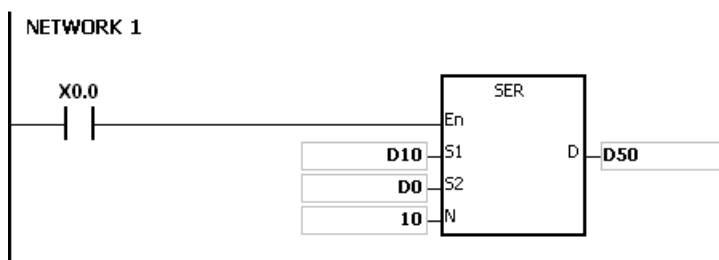 NETWORK 1
X0.0
SER
En
D10 S1 D D50
D0 S2
10 N